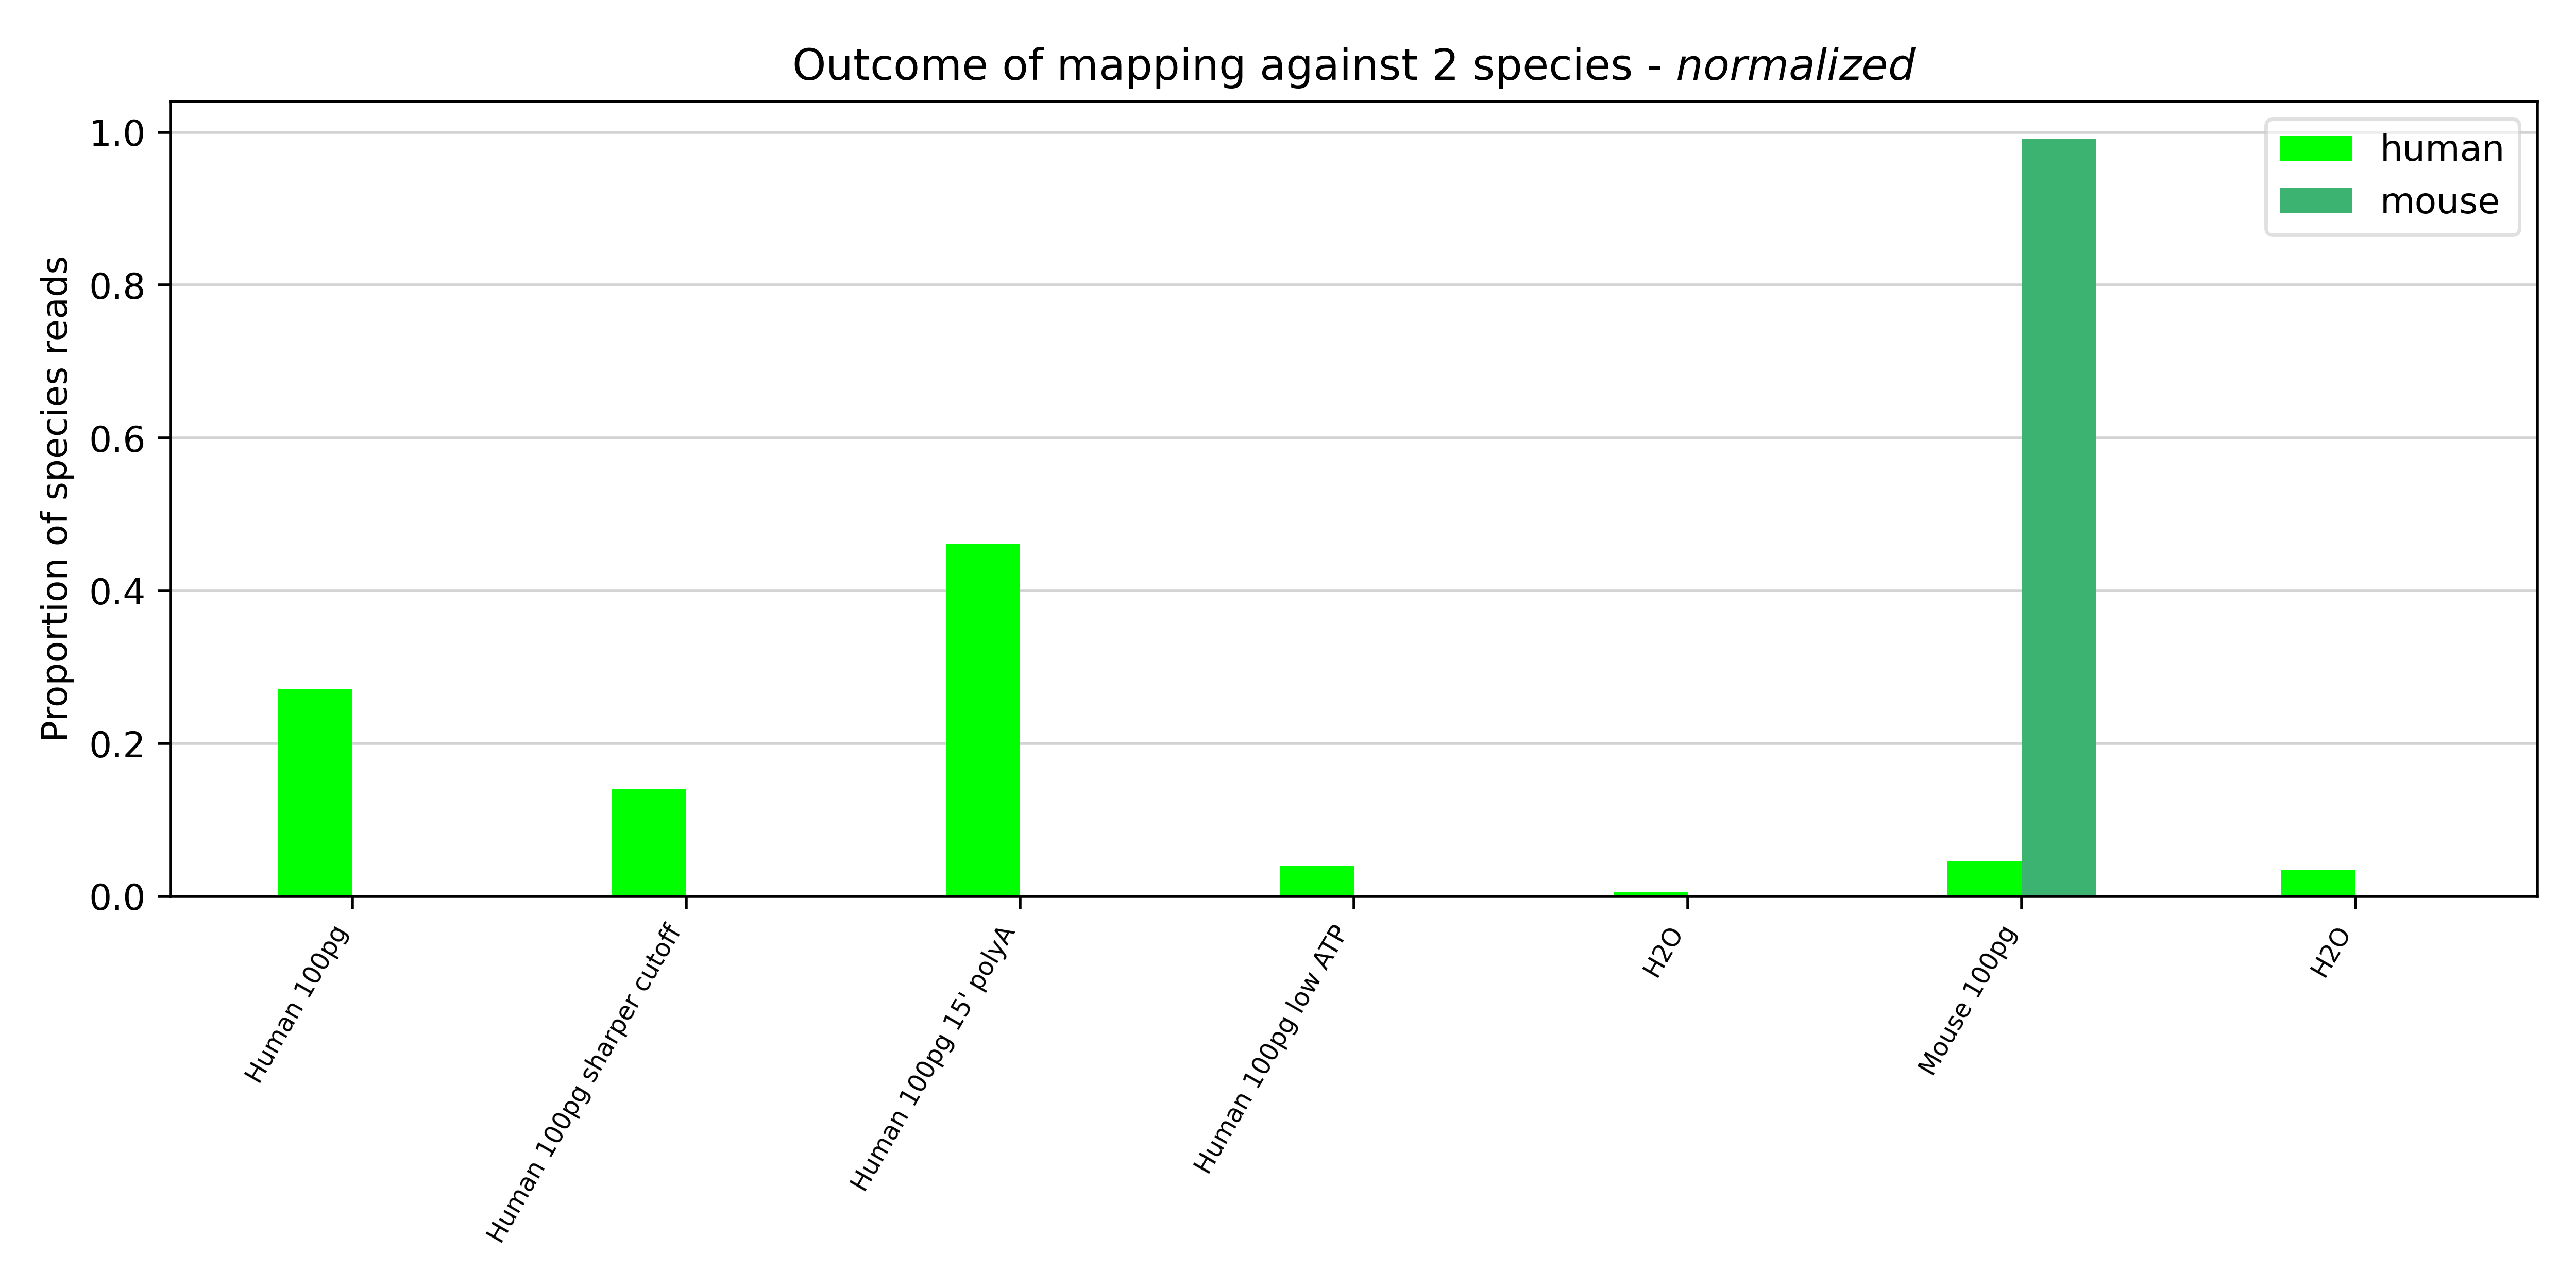 Outcome of mapping against 2 species - normalized
Proportion of species reads
1.0
0.8
0.6
0.4
0.2
0.0
human
mouse
Human 100pg
Human 100pg sharper cutoff
Human 100pg 15' polyA
Human 100pg low ATP
H2O
Mouse 100pg
H2O